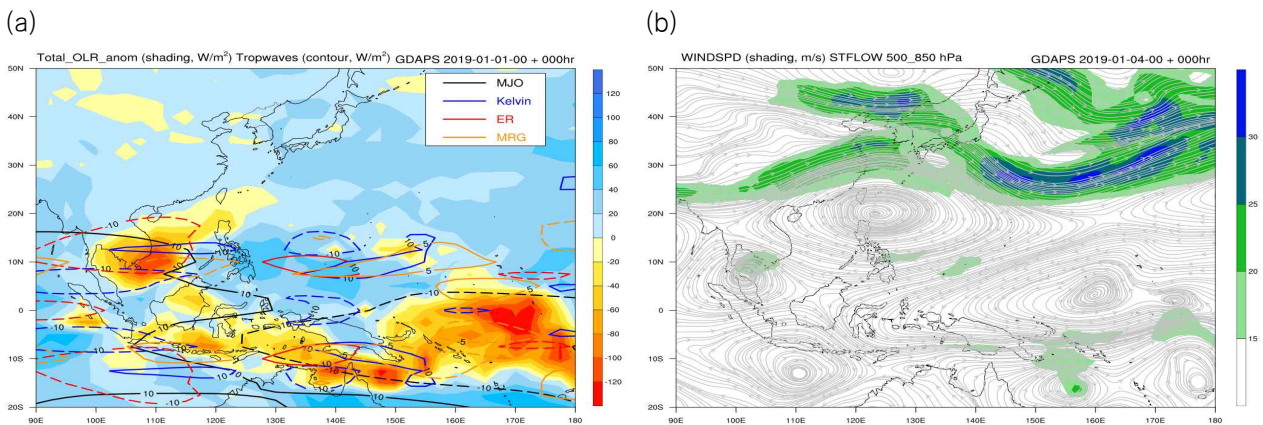 (a)
(b)
Total_OLR_anom (shading, W/m²) Tropwaves (contour, W/m²) GDAPS 2019-01-01-00 + 000hr
WINDSPD (shading, m/s) STFLOW 500_850 hPa GDAPS 2019-01-04-00 + 000hr
MJO
Kelvin
ER
MRG
50N
40N
30N
20N
10N
0
10S
20S
90E 100E 110E 120E 130E 140E 150E 160E 170E 180
120
100
80
60
40
20
0
-20
-40
-60
-80
-100
-120
50N
40N
30N
20N
10N
0
10S
20S
90E 100E 110E 120E 130E 140E 150E 160E 170E 180
30
25
20
15